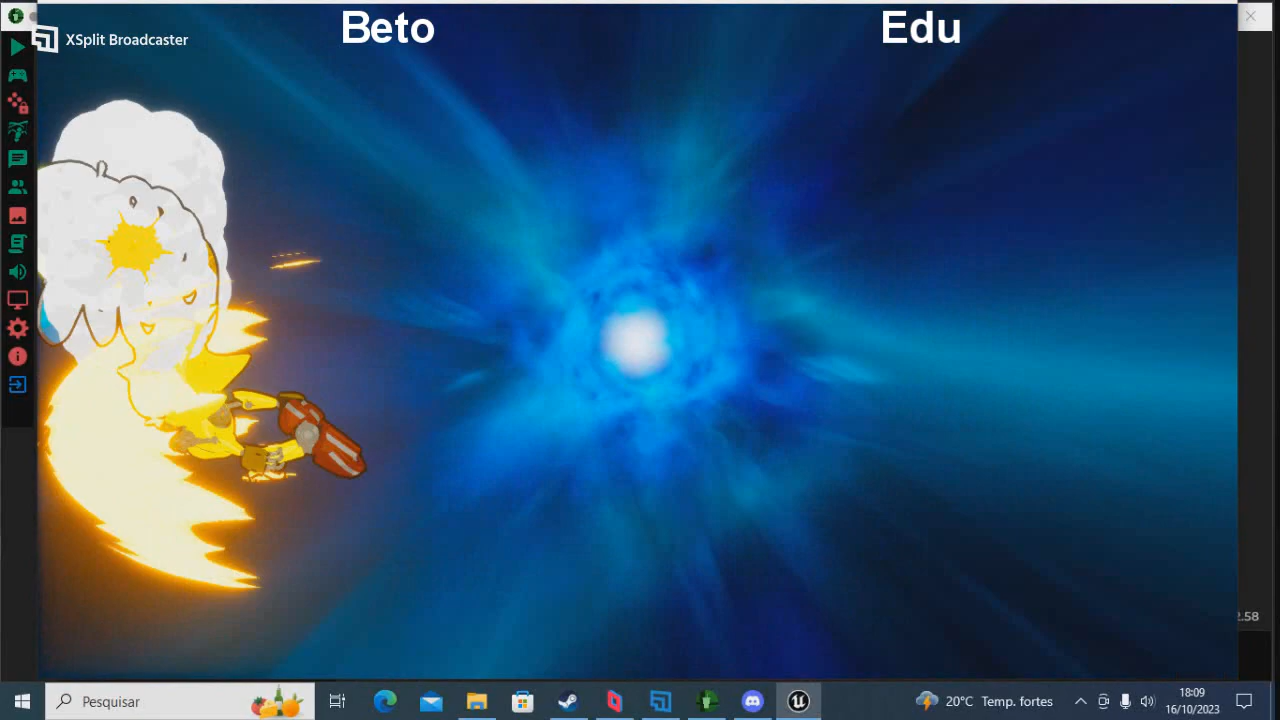 Beto
Edu
XSplit Broadcaster
2.58
Pesquisar
20°C Temp. fortes
18:09
16/10/2023